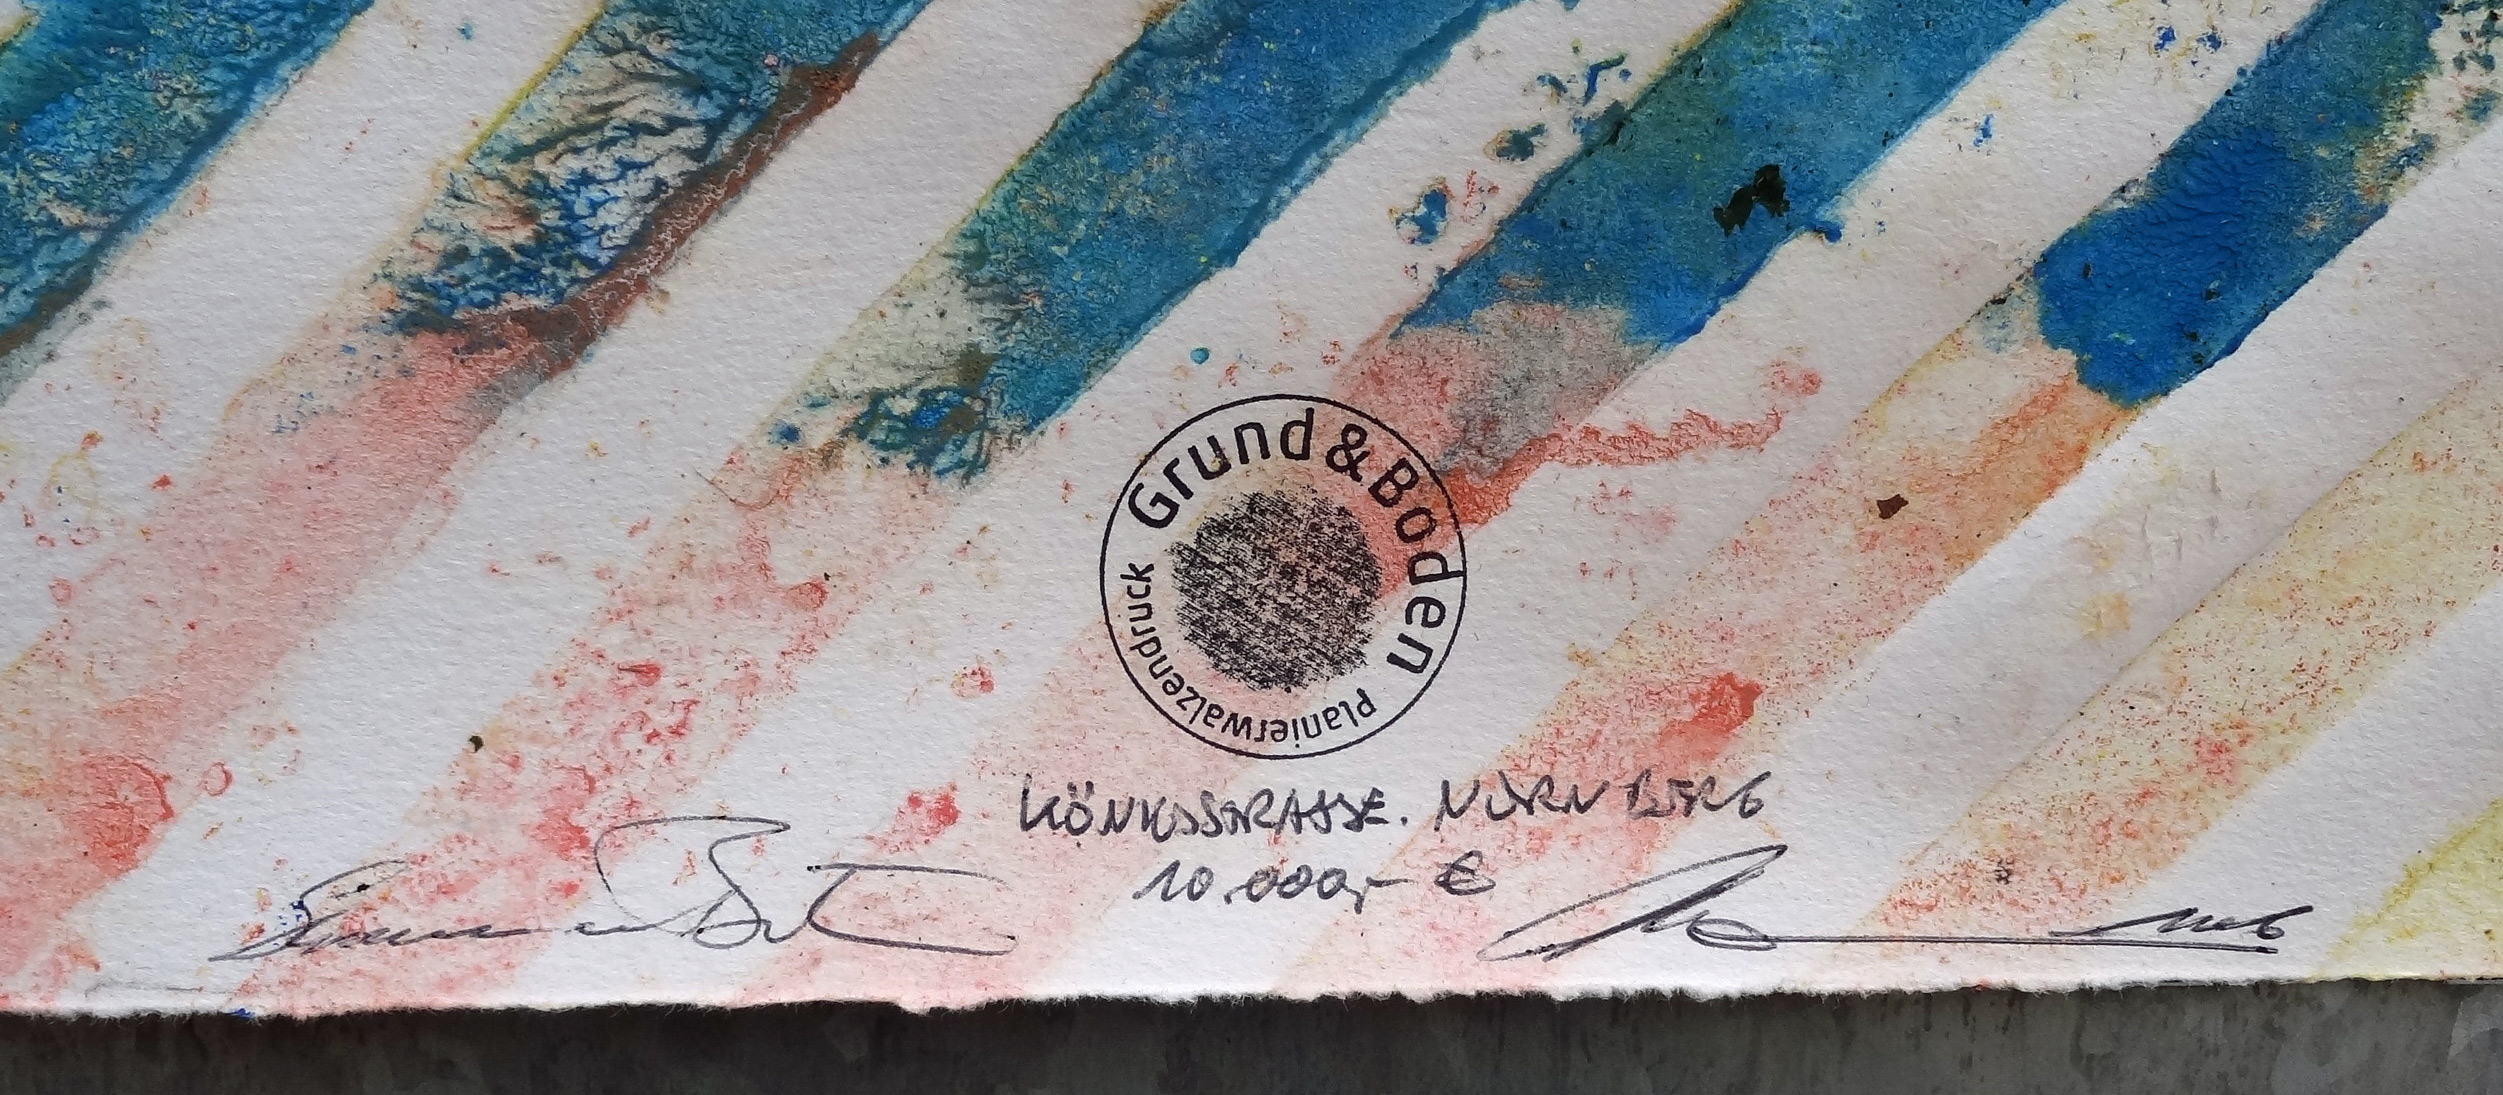 Grund & Boden
Planierwalzendruck
KÖNIGSSTRASSE. NÜRNBERG
10.000,- €